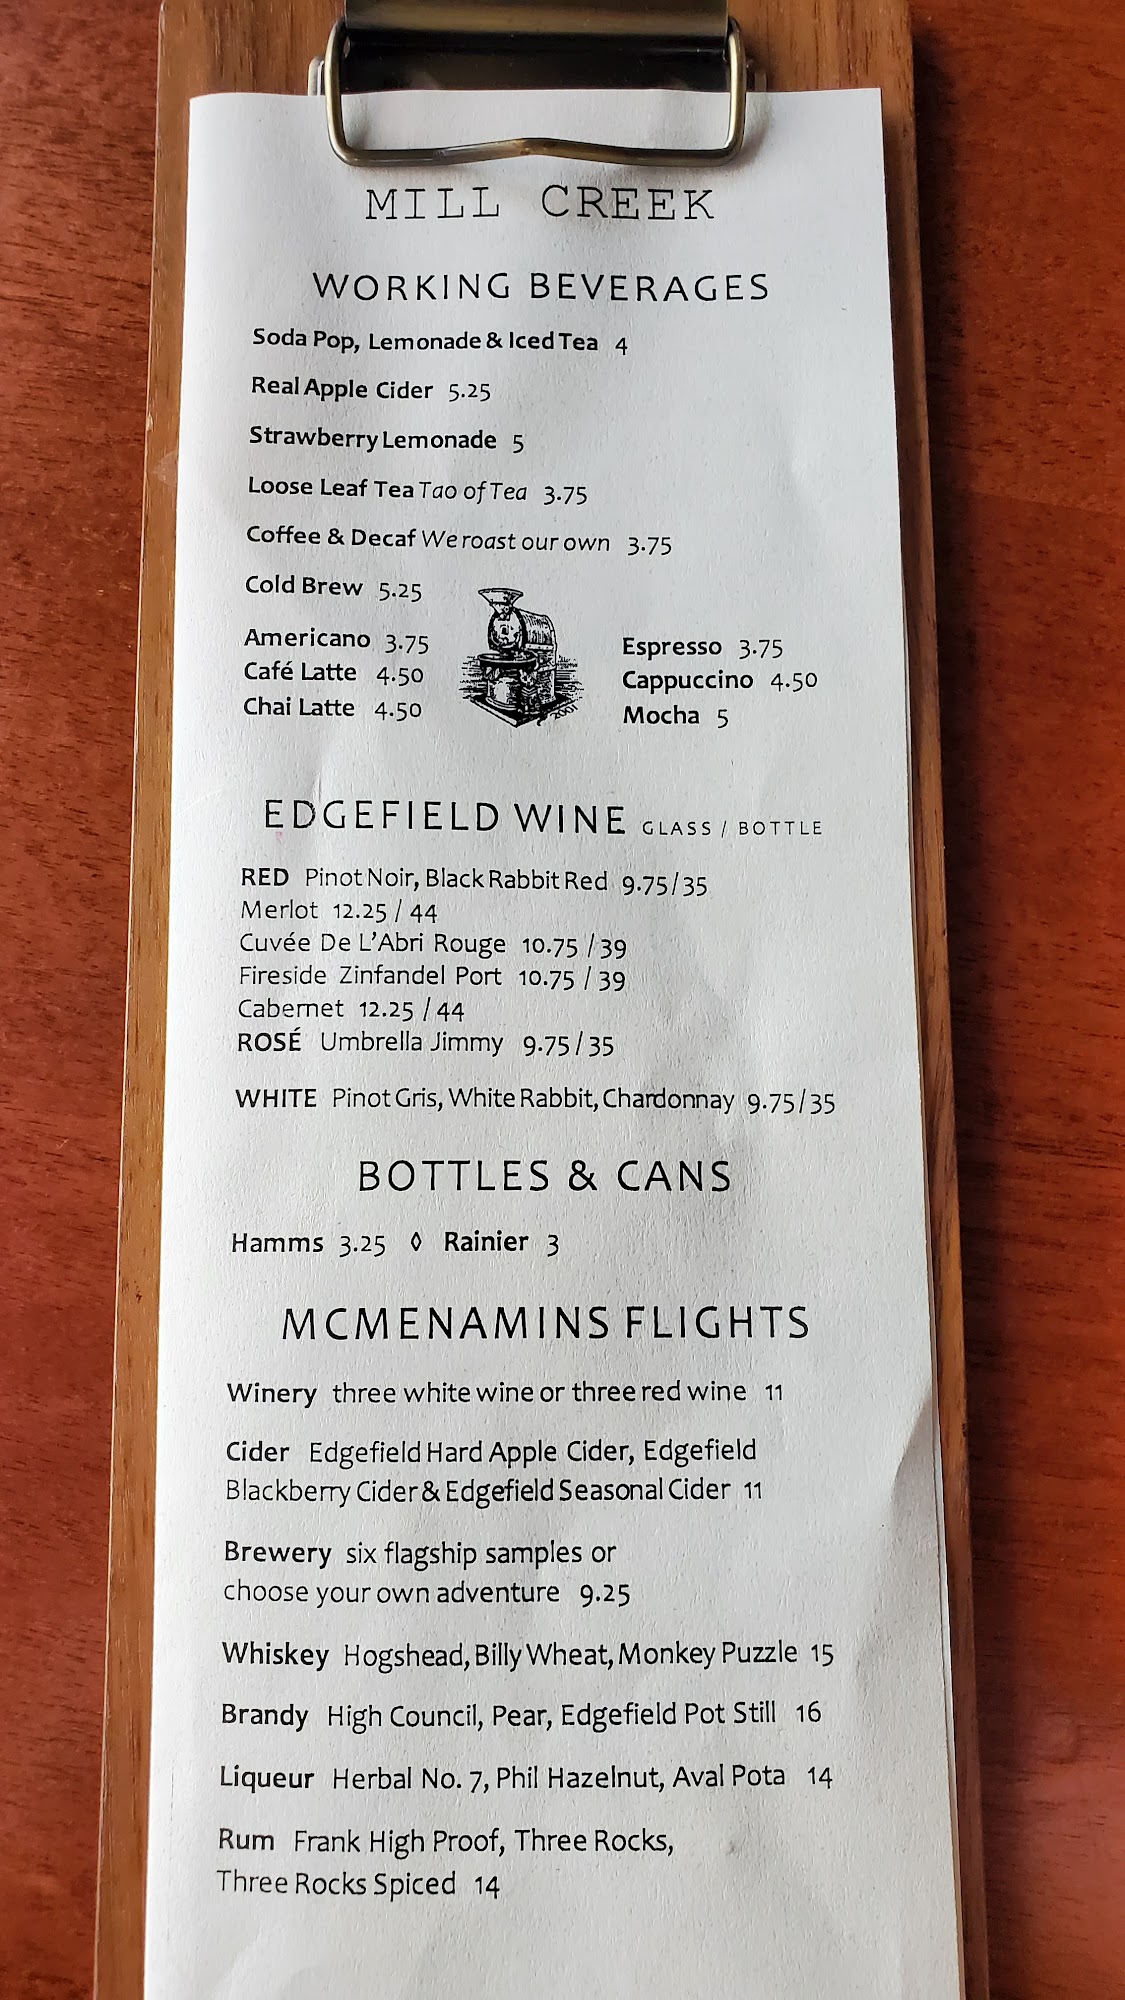 MILL CREEK
WORKING BEVERAGES
Soda Pop, Lemonade & Iced Tea 4
Real Apple Cider 5.25
Strawberry Lemonade 5
Loose Leaf Tea Tao of Tea 3.75
Coffee & Decaf We roast our own 3.75
Cold Brew 5.25
Americano 3.75
Café Latte 4.50
Chai Latte 4.50
2001
Espresso 3.75
Cappuccino 4.50
Mocha 5
EDGEFIELD WINE GLASS / BOTTLE
RED Pinot Noir, Black Rabbit Red 9.75/35
Merlot 12.25 / 44
Cuvée De L'Abri Rouge 10.75 / 39
Fireside Zinfandel Port 10.75 / 39
Cabernet 12.25 / 44
ROSÉ Umbrella Jimmy 9.75/35
WHITE Pinot Gris, White Rabbit, Chardonnay 9.75/35
BOTTLES & CANS
Hamms 3.25 ◊ Rainier 3
MCMENAMINS FLIGHTS
Winery three white wine or three red wine 11
Cider Edgefield Hard Apple Cider, Edgefield
Blackberry Cider & Edgefield Seasonal Cider 11
Brewery six flagship samples or
choose your own adventure 9.25
Whiskey Hogshead, Billy Wheat, Monkey Puzzle 15
Brandy High Council, Pear, Edgefield Pot Still 16
Liqueur Herbal No. 7, Phil Hazelnut, Aval Pota 14
Rum Frank High Proof, Three Rocks,
Three Rocks Spiced 14